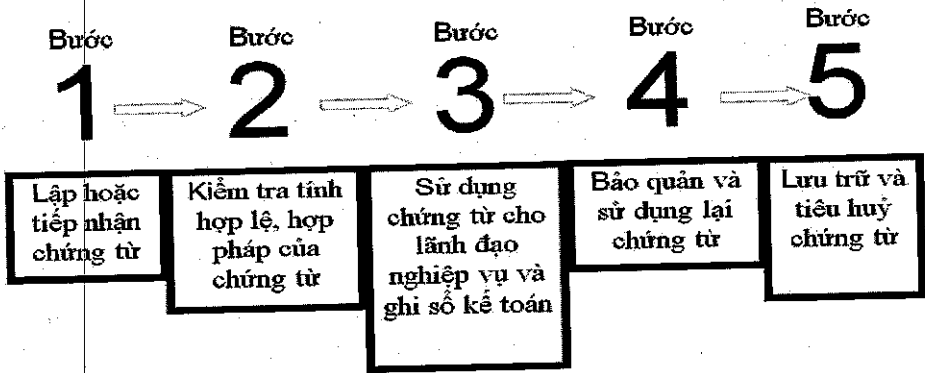 Bước Bước Bước Bước Bước
1 2 3 4 5
Lập hoặc
tiếp nhận
chứng từ
Kiểm tra tính
hợp lệ, hợp
pháp của
chứng từ
Sử dụng
chứng từ cho
lãnh đạo
nghiệp vụ và
ghi sổ kế toán
Bảo quản và
sử dụng lại
chứng từ
Lưu trữ và
tiêu huỷ
chứng từ